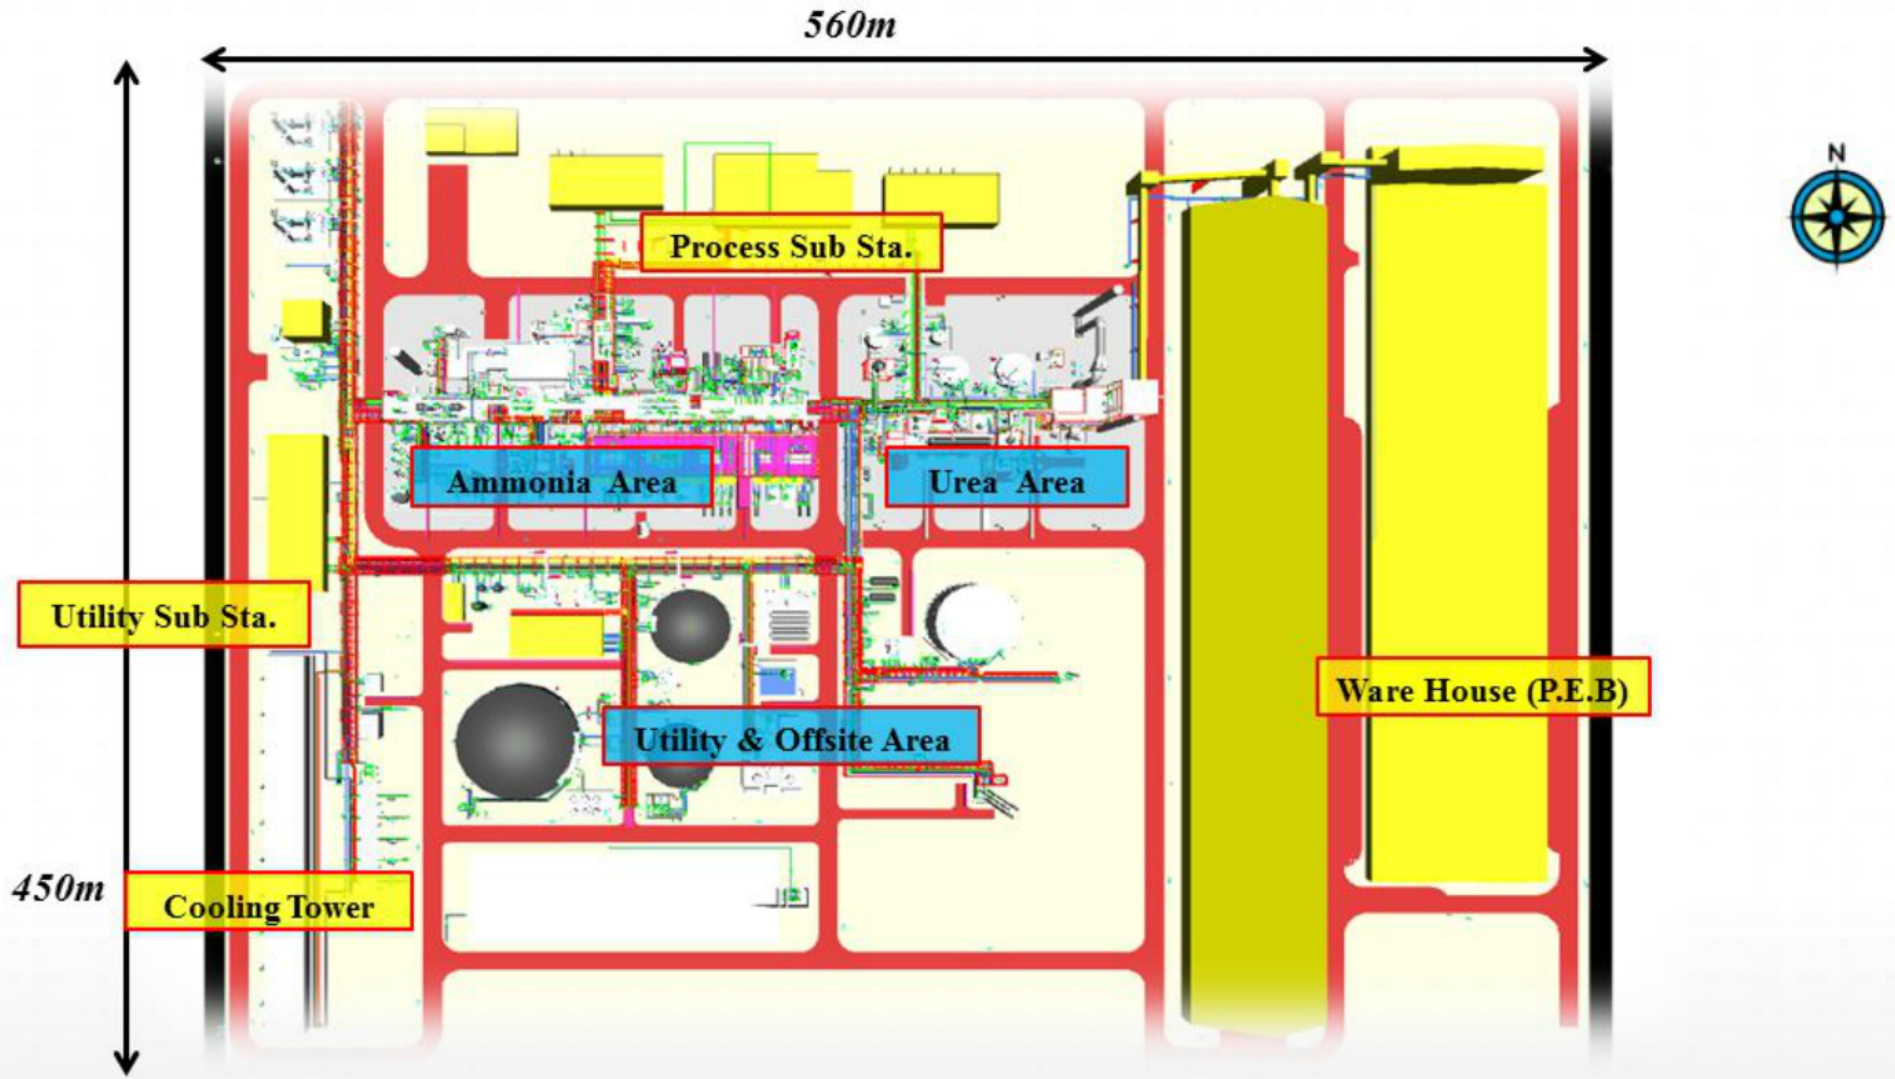 560m
N
Process Sub Sta.
Ammonia Area
Urea Area
Utility Sub Sta.
Ware House (P.E.B)
Utility & Offsite Area
450m
Cooling Tower